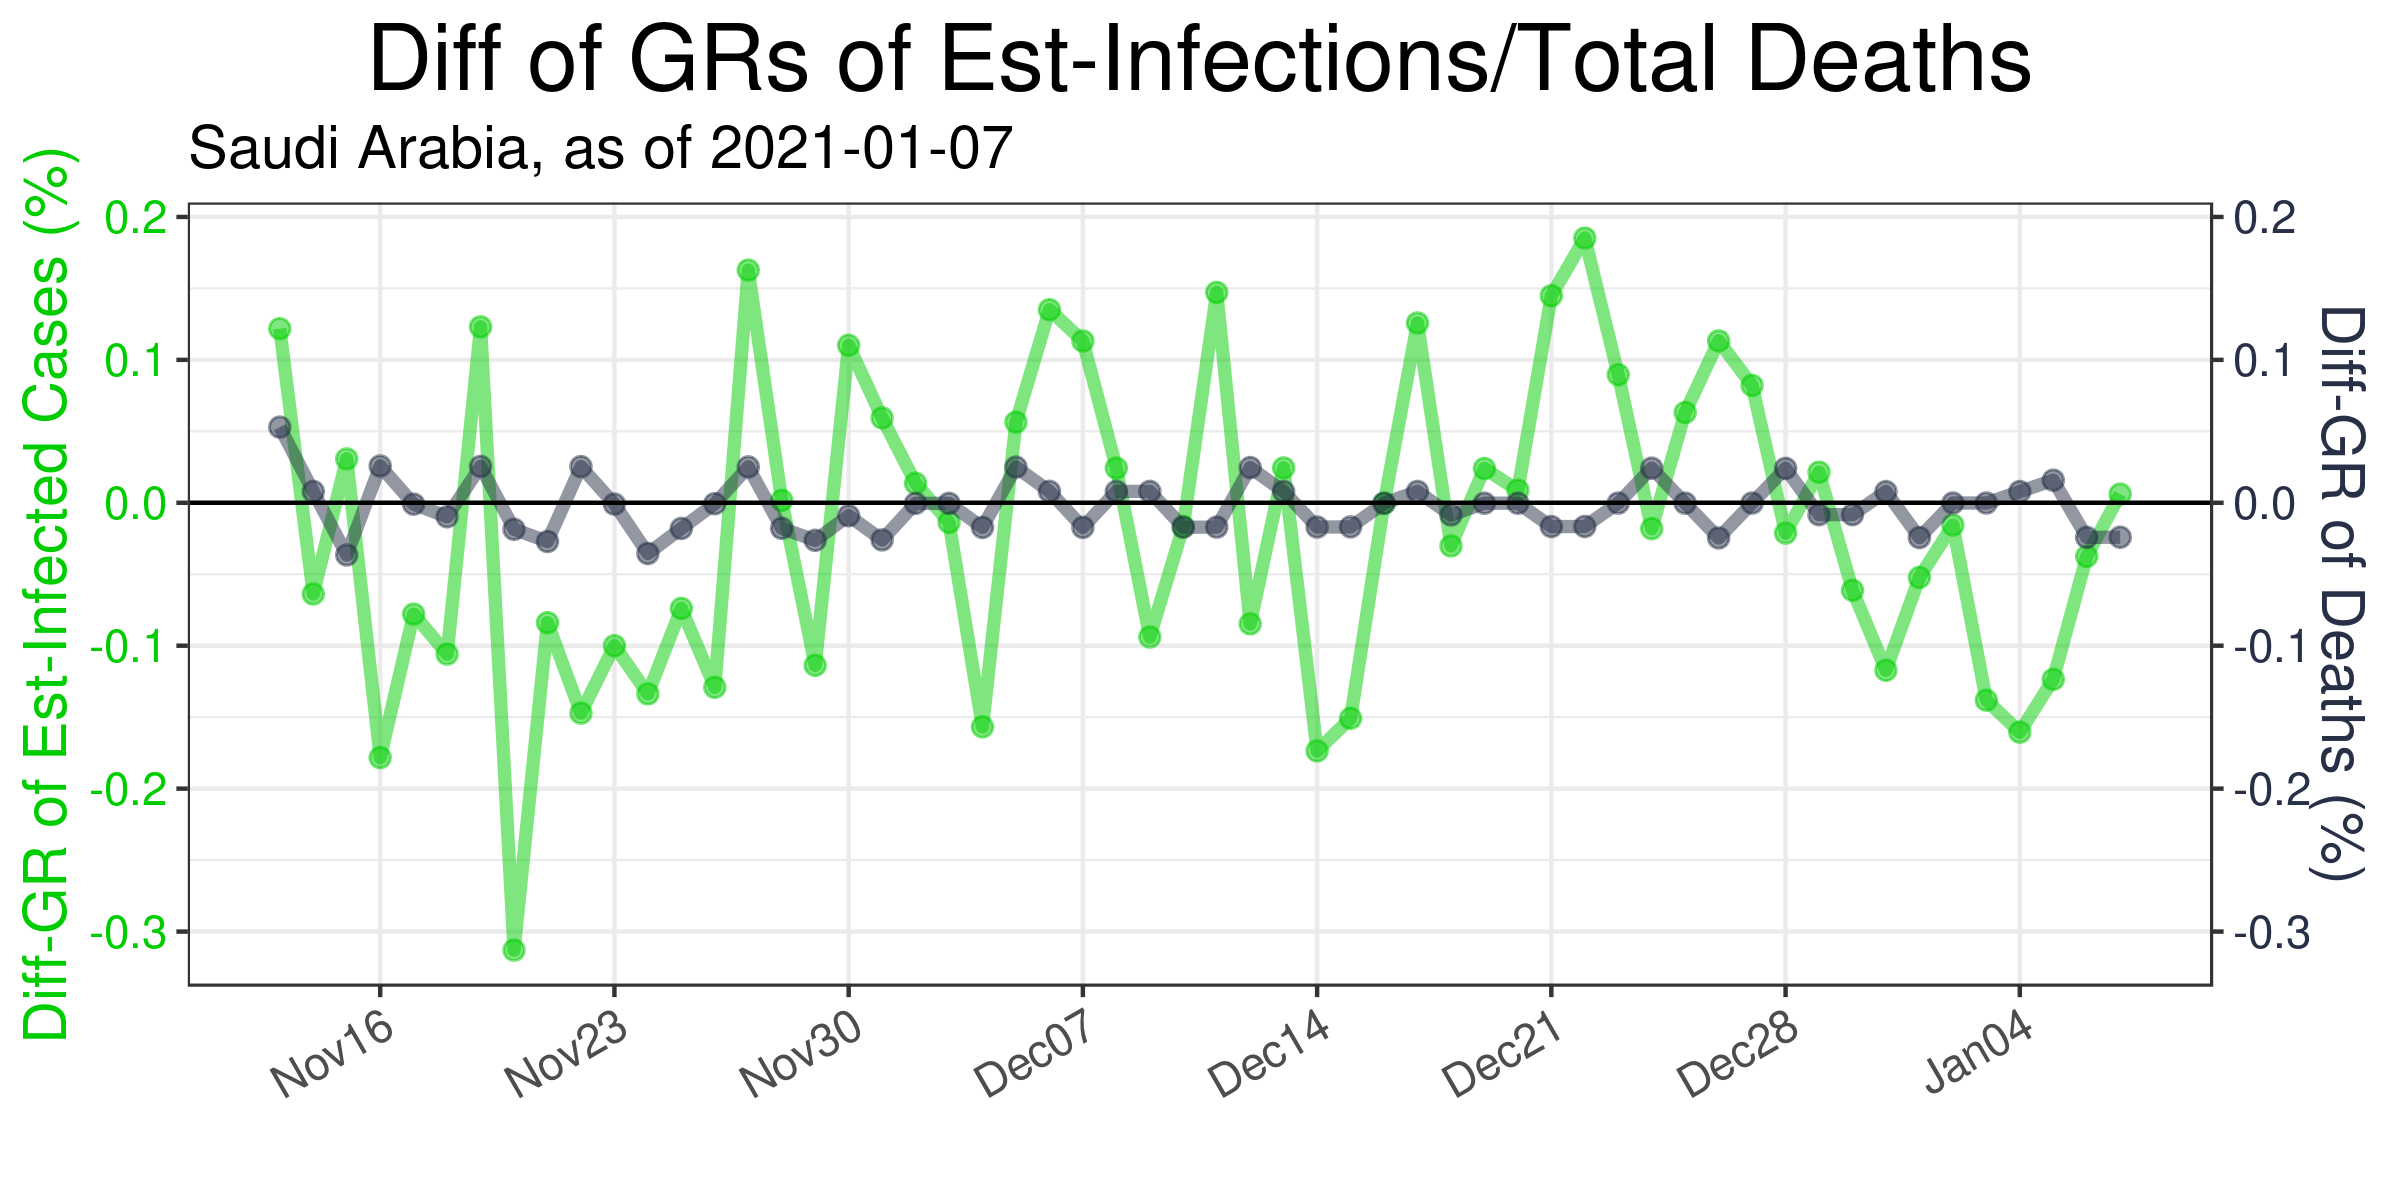 Diff of GRs of Est-Infections/Total Deaths
Saudi Arabia, as of 2021-01-07
Diff-GR of Est-Infected Cases (%)
0.2
0.1
0.0
-0.1
-0.2
-0.3
0.2
0.1
0.0
-0.1
-0.2
-0.3
Diff-GR of Deaths (%)
Nov16
Nov23
Nov30
Dec07
Dec14
Dec21
Dec28
Jan04